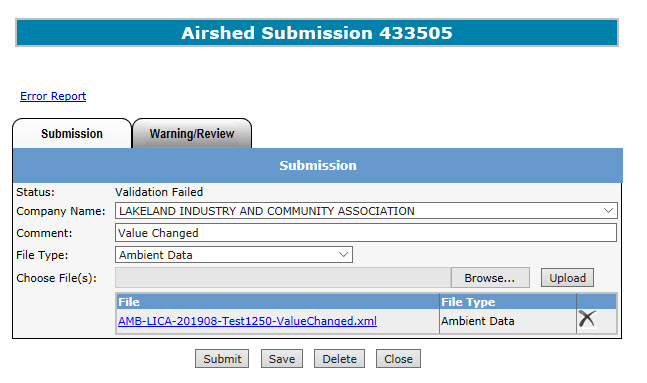 Airshed Submission 433505
Error Report
Submission Warning/Review
Submission
Status: Validation Failed
Company Name: LAKELAND INDUSTRY AND COMMUNITY ASSOCIATION
Comment: Value Changed
File Type: Ambient Data
Choose File(s): Browse... Upload
File File Type
AMB-LICA-201908-Test1250-ValueChanged.xml Ambient Data
Submit Save Delete Close